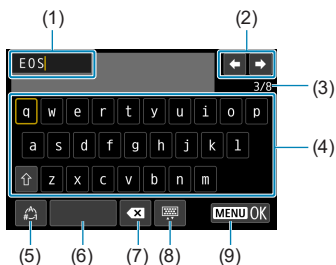 (1) (2)
EOS
3/8 (3)
q w e r t y u i o p
a s d f g h j k l (4)
z x c v b n m
MENU OK
(5) (6) (7) (8) (9)